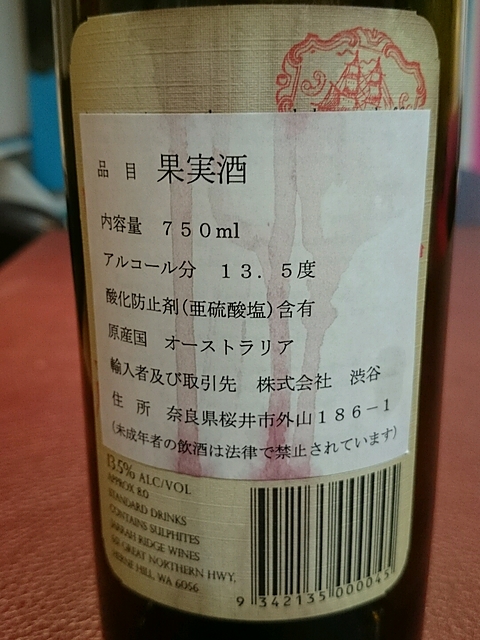 品 目 果実酒
内容量 750ml
アルコール分 13.5度
酸化防止剤(亜硫酸塩)含有
原産国 オーストラリア
輸入者及び取引先 株式会社 渋谷
住 所 奈良県桜井市外山186-1
(未成年者の飲酒は法律で禁止されています)
13.5% ALC/VOL
APPROX 8.0
STANDARD DRINKS
CONTAINS SULPHITES
JARRAH RIDGE WINES
GREAT NORTHERN HWY,
HERNE HILL, WA 6056
9 342135 000045